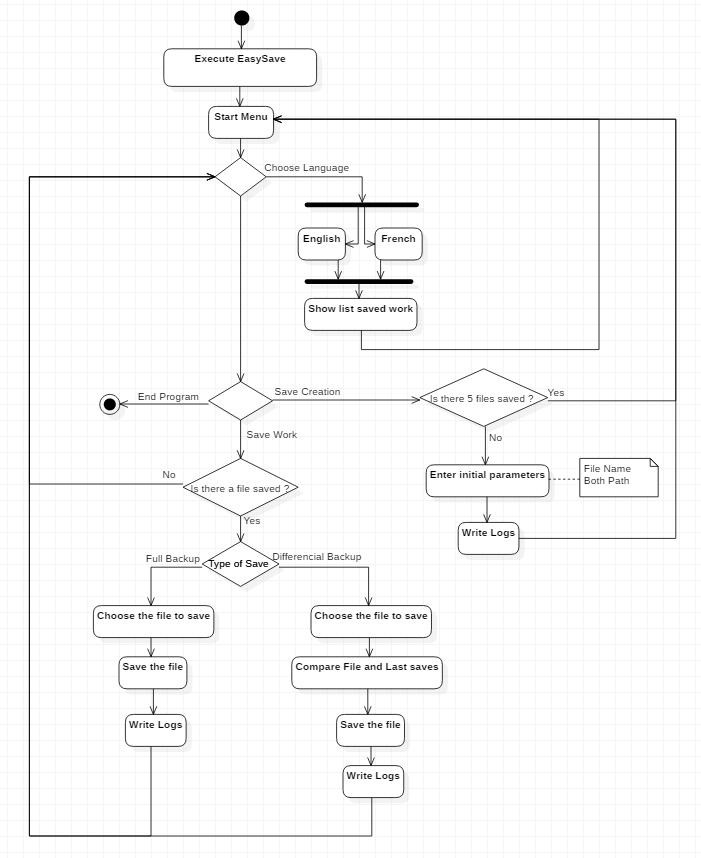 Execute EasySave
Start Menu
Choose Language
English
French
Show list saved work
End Program
Save Creation
Is there 5 files saved ?
Yes
Save Work
No
Enter initial parameters
File Name
Both Path
No
Is there a file saved ?
Yes
Write Logs
Full Backup
Type of Save
Differencial Backup
Choose the file to save
Choose the file to save
Save the file
Compare File and Last saves
Write Logs
Save the file
Write Logs